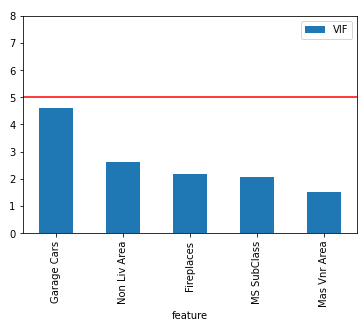 8
7
6
5
4
3
2
1
0
VIF
Garage Cars
Non Liv Area
Fireplaces
MS SubClass
Mas Vnr Area
feature